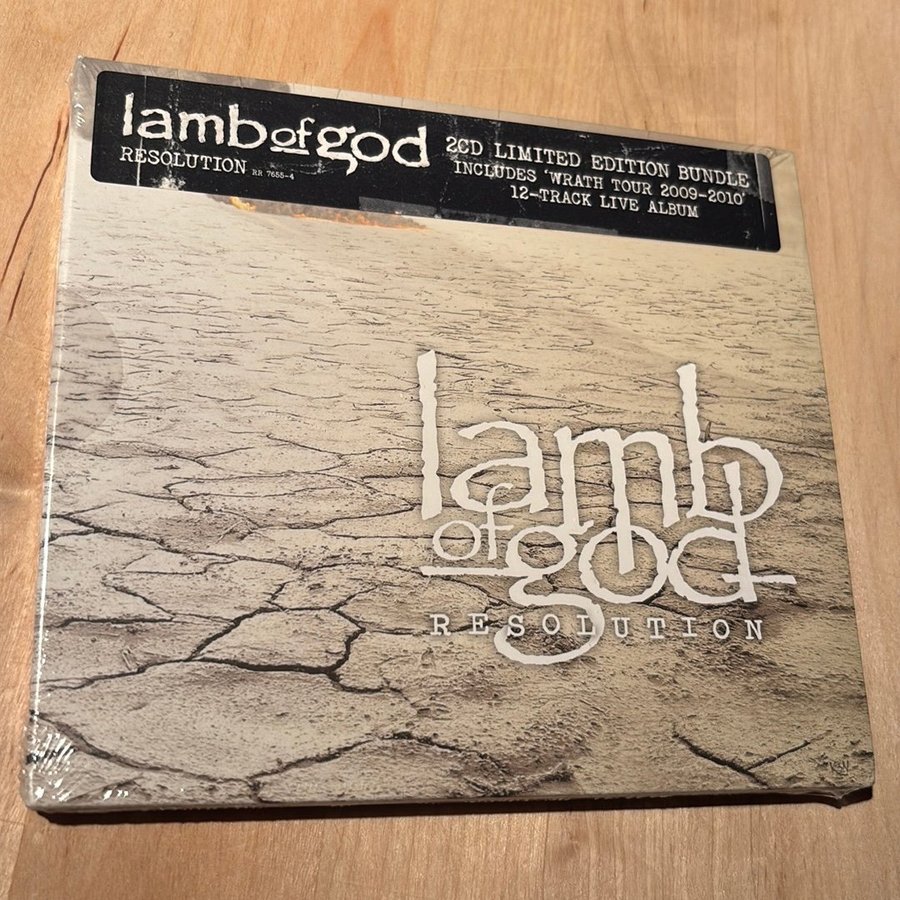 lamb of god
RESOLUTION RR 7655-4
2CD LIMITED EDITION BUNDLE
INCLUDES 'WRATH TOUR 2009-2010'
12-TRACK LIVE ALBUM
lamb
of god
RESOLUTION